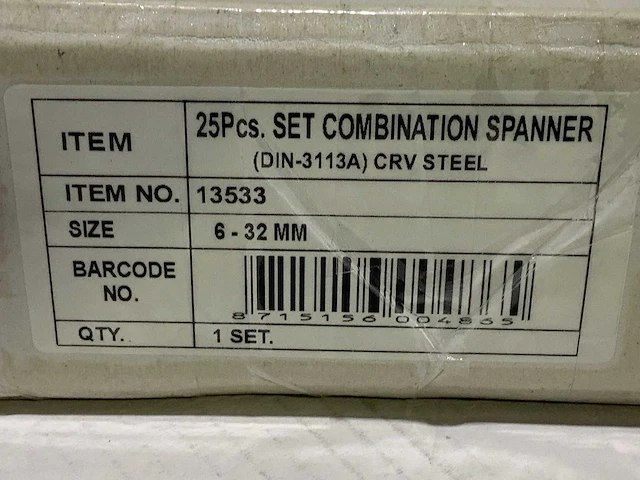 ITEM
25Pcs. SET COMBINATION SPANNER
(DIN-3113A) CRV STEEL
ITEM NO. 13533
SIZE 6 - 32 MM
BARCODE
NO.
8 715156 004865
QTY. 1 SET.